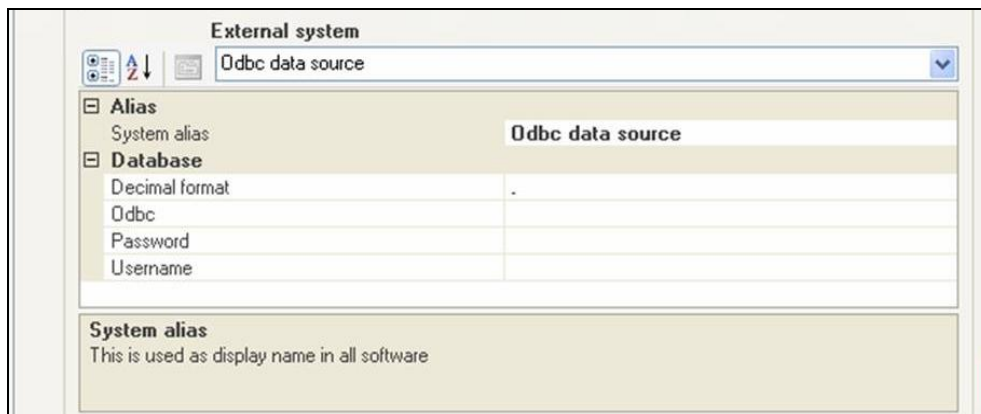 External system
A Z Odbc data source
Alias
System alias Odbc data source
Database
Decimal format .
Odbc
Password
Username
System alias
This is used as display name in all software